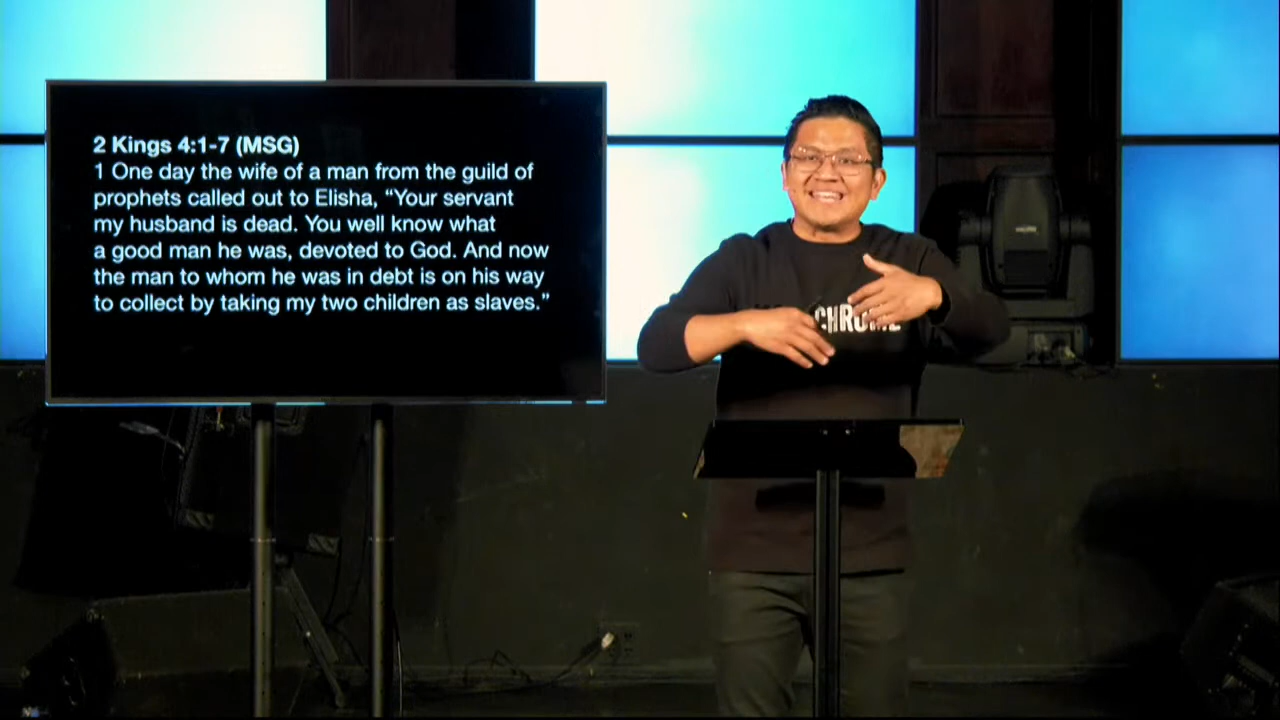 2 Kings 4:1-7 (MSG)
1 One day the wife of a man from the guild of
prophets called out to Elisha, “Your servant
my husband is dead. You well know what
a good man he was, devoted to God. And now
the man to whom he was in debt is on his way
to collect by taking my two children as slaves.”